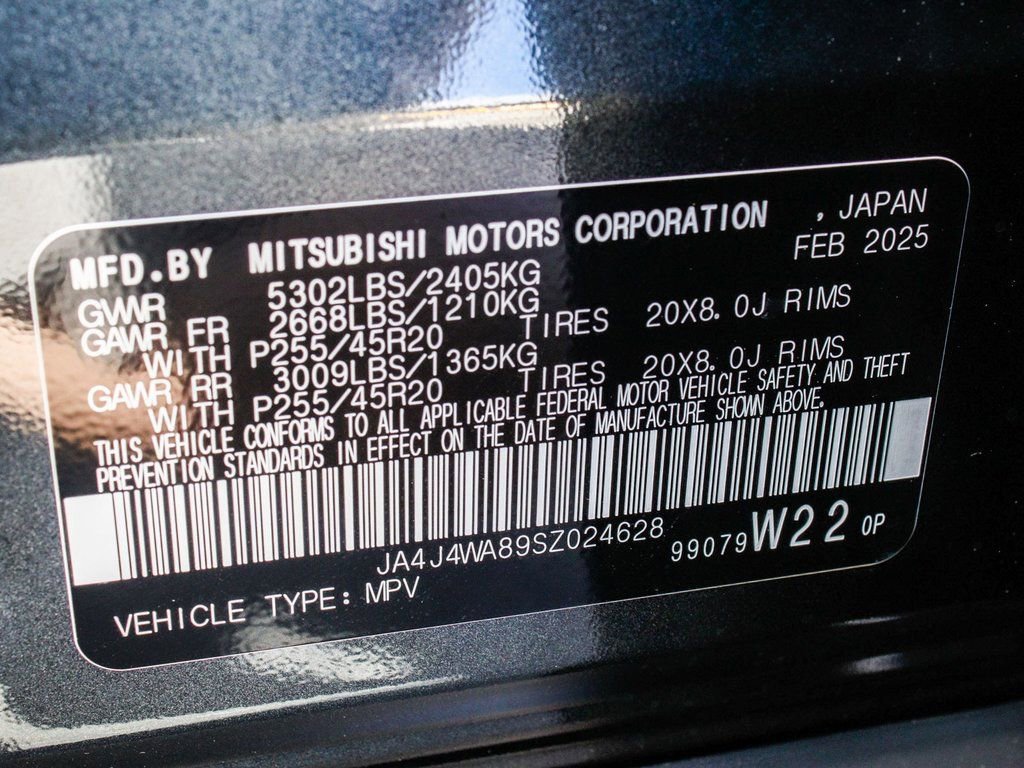 MFD.BY MITSUBISHI MOTORS CORPORATION , JAPAN
FEB 2025
GVWR 5302LBS/2405KG
GAWR FR 2668LBS/1210KG
WITH P255/45R20 TIRES 20X8.0J RIMS
GAWR RR 3009LBS/1365KG
WITH P255/45R20 TIRES 20X8.0J RIMS
THIS VEHICLE CONFORMS TO ALL APPLICABLE FEDERAL MOTOR VEHICLE SAFETY AND THEFT
PREVENTION STANDARDS IN EFFECT ON THE DATE OF MANUFACTURE SHOWN ABOVE.
JA4J4WA89SZ024628 99079 W22 0P
VEHICLE TYPE: MPV